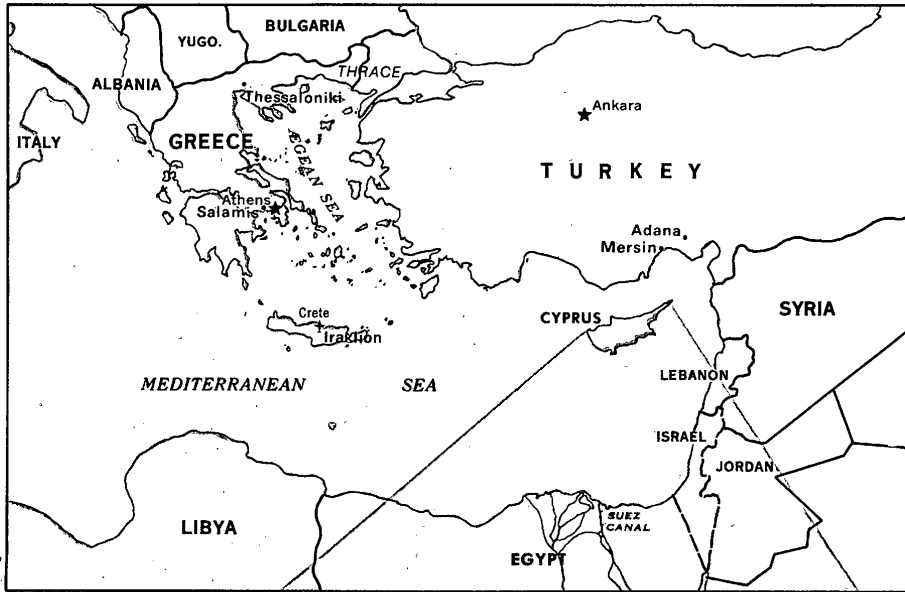 BULGARIA
YUGO.
THRACE
ALBANIA
Thessaloniki
Ankara
ITALY
GREECE
ÆGEAN SEA
TURKEY
Athens
Salamis
Adana
Mersin
Crete
Iraklion
CYPRUS
SYRIA
MEDITERRANEAN SEA
LEBANON
ISRAEL
JORDAN
LIBYA
SUEZ
CANAL
EGYPT